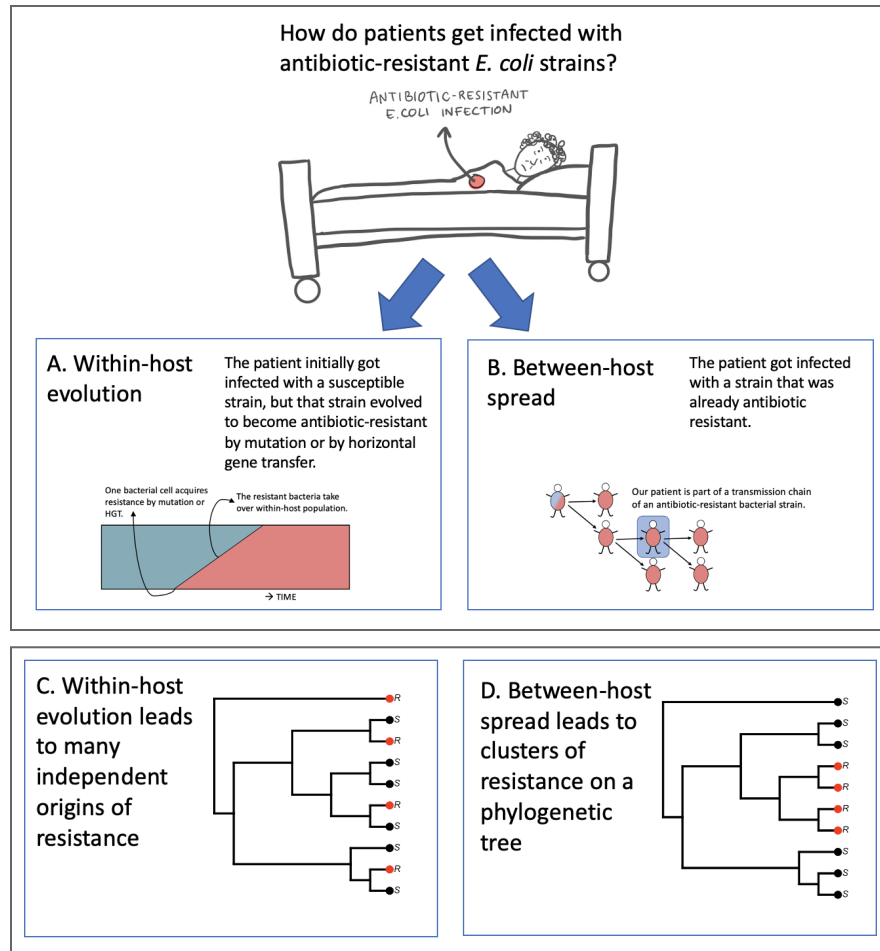 How do patients get infected with
antibiotic-resistant E. coli strains?
ANTIBIOTIC-RESISTANT
E.COLI INFECTION
A. Within-host
evolution
The patient initially got
infected with a susceptible
strain, but that strain evolved
to become antibiotic-resistant
by mutation or by horizontal
gene transfer.
One bacterial cell acquires
resistance by mutation or
HGT.
The resistant bacteria take
over within-host population.
→ TIME
B. Between-host
spread
The patient got infected
with a strain that was
already antibiotic
resistant.
Our patient is part of a transmission chain
of an antibiotic-resistant bacterial strain.
C. Within-host
evolution leads
to many
independent
origins of
resistance
R
S
R
S
S
R
S
S
R
S
D. Between-host
spread leads to
clusters of
resistance on a
phylogenetic
tree
S
S
S
R
R
R
R
S
S
S